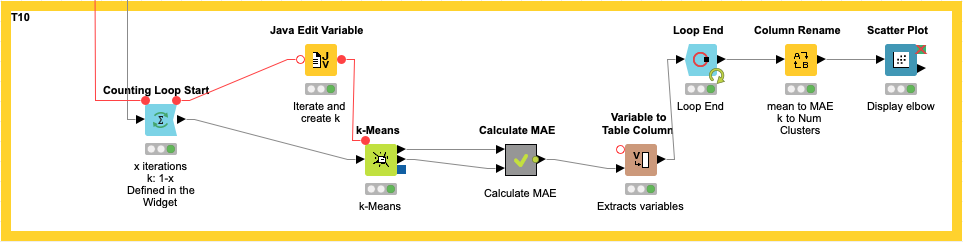 T10
Java Edit Variable
Iterate and
create k
Counting Loop Start
Σ
x iterations
k: 1-x
Defined in the
Widget
k-Means
k-Means
Calculate MAE
Calculate MAE
Variable to
Table Column
Extracts variables
Loop End
Loop End
Column Rename
mean to MAE
k to Num
Clusters
Scatter Plot
Display elbow
J
V
V
A
B